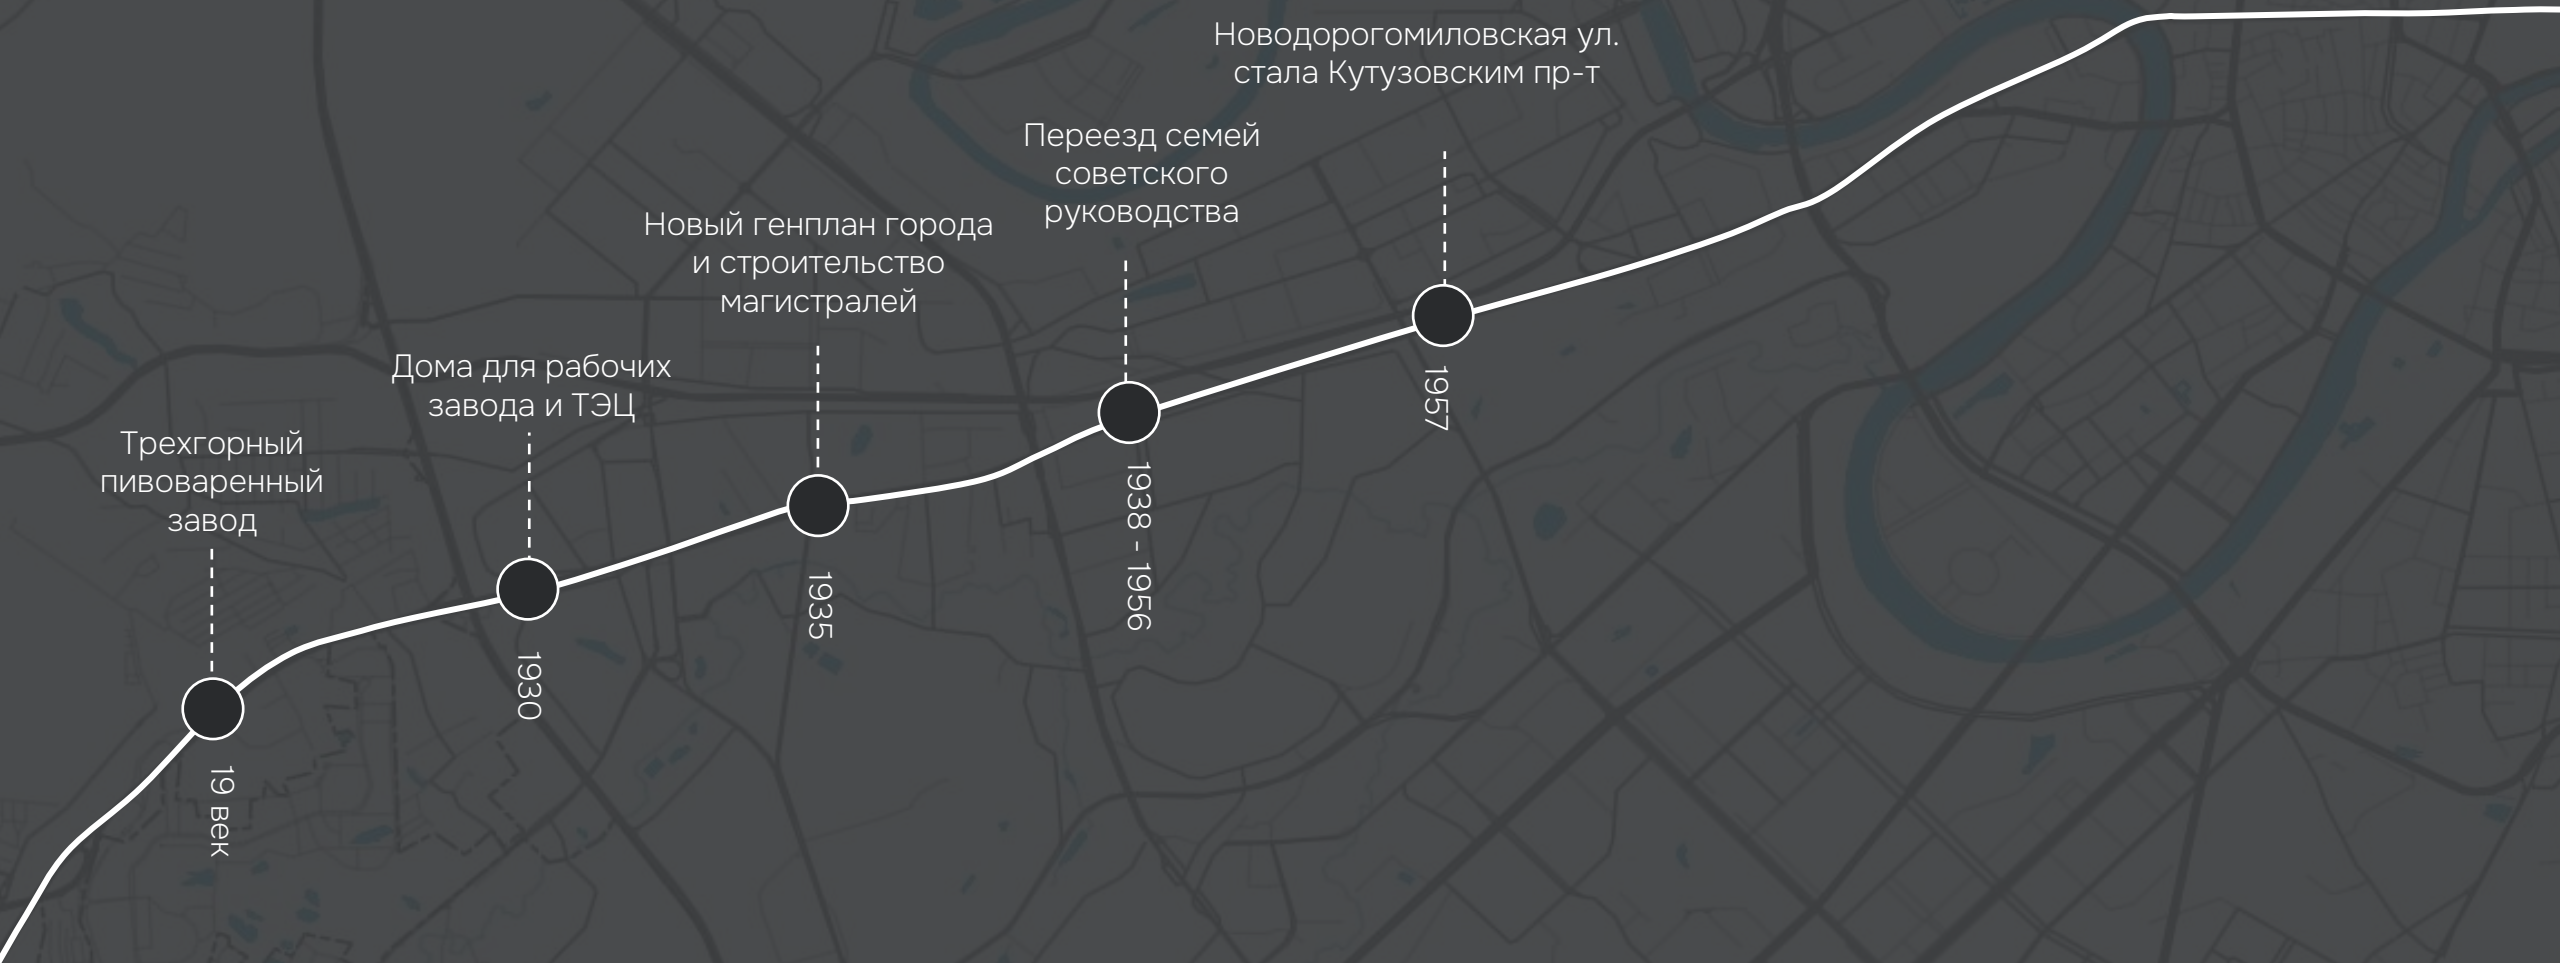 Трехгорный
пивоваренный
завод
19 век
Дома для рабочих
завода и ТЭЦ
1930
Новый генплан города
и строительство
магистралей
1935
Переезд семей
советского
руководства
1938 - 1956
Новодорогомиловская ул.
стала Кутузовским пр-т
1957